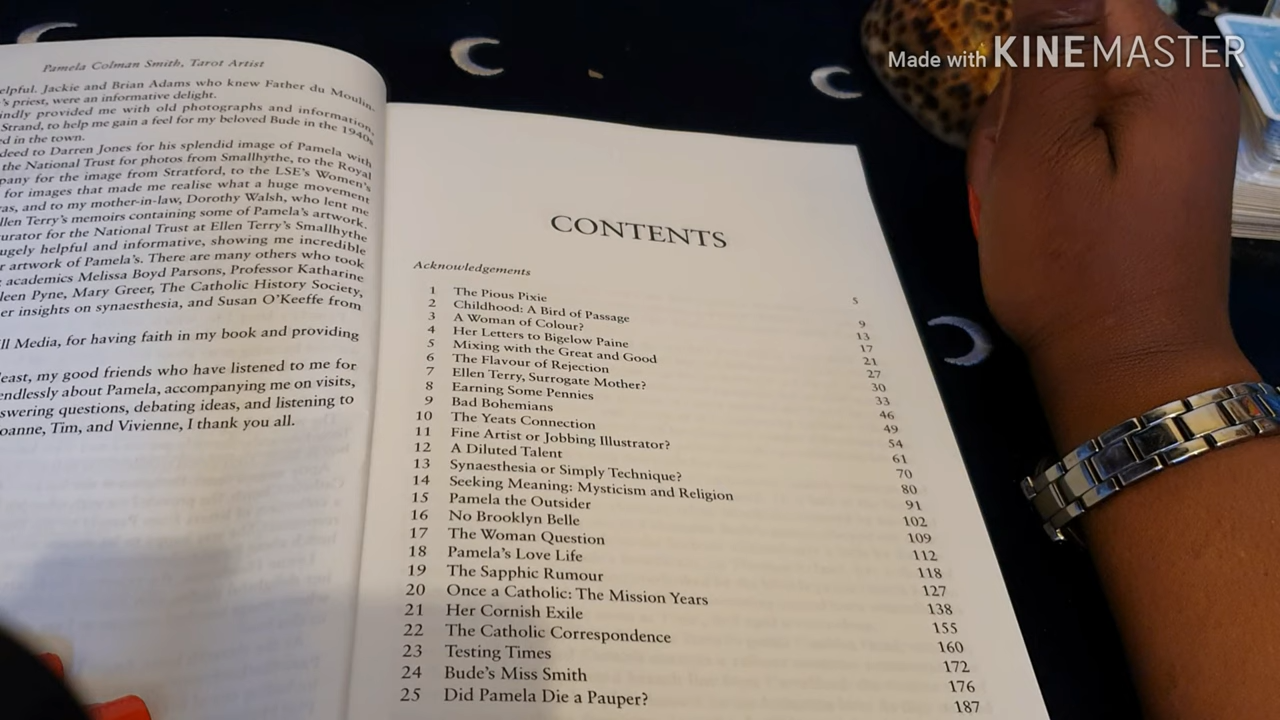 Made with KINEMASTER
Pamela Colman Smith, Tarot Artist
elpful. Jackie and Brian Adams who knew Father du Moulin-
's priest, were an informative delight.
indly provided me with old photographs and information,
Strand, to help me gain a feel for my beloved Bude in the 1940s
ed in the town.
deed to Darren Jones for his splendid image of Pamela with
the National Trust for photos from Smallhythe, to the Royal
pany for the image from Stratford, to the LSE's Women's
for images that made me realise what a huge movement
as, and to my mother-in-law, Dorothy Walsh, who lent me
llen Terry's memoirs containing some of Pamela's artwork.
urator for the National Trust at Ellen Terry's Smallhythe
ugely helpful and informative, showing me incredible
r artwork of Pamela's. There are many others who took
academics Melissa Boyd Parsons, Professor Katharine
leen Pyne, Mary Greer, The Catholic History Society,
er insights on synaesthesia, and Susan O'Keeffe from
ll Media, for having faith in my book and providing
east, my good friends who have listened to me for
endlessly about Pamela, accompanying me on visits,
swering questions, debating ideas, and listening to
oanne, Tim, and Vivienne, I thank you all.
CONTENTS
Acknowledgements 5
1 The Pious Pixie 9
2 Childhood: A Bird of Passage 13
3 A Woman of Colour? 17
4 Her Letters to Bigelow Paine 21
5 Mixing with the Great and Good 27
6 The Flavour of Rejection 30
7 Ellen Terry, Surrogate Mother? 33
8 Earning Some Pennies 46
9 Bad Bohemians 49
10 The Yeats Connection 54
11 Fine Artist or Jobbing Illustrator? 61
12 A Diluted Talent 70
13 Synaesthesia or Simply Technique? 80
14 Seeking Meaning: Mysticism and Religion 91
15 Pamela the Outsider 102
16 No Brooklyn Belle 109
17 The Woman Question 112
18 Pamela's Love Life 118
19 The Sapphic Rumour 127
20 Once a Catholic: The Mission Years 138
21 Her Cornish Exile 155
22 The Catholic Correspondence 160
23 Testing Times 172
24 Bude's Miss Smith 176
25 Did Pamela Die a Pauper? 187